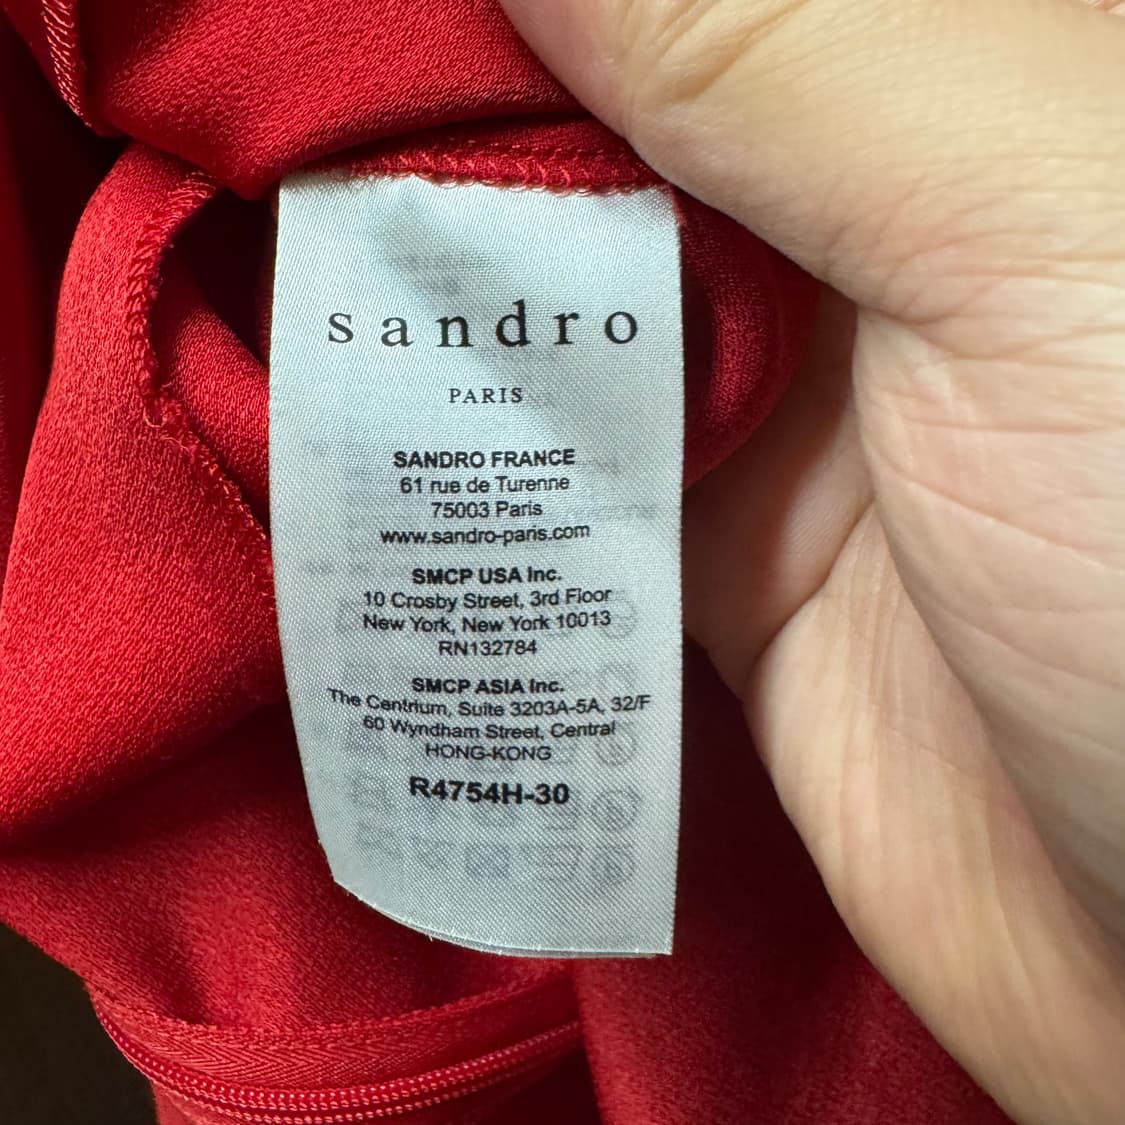 sandro
PARIS
SANDRO FRANCE
61 rue de Turenne
75003 Paris
www.sandro-paris.com
SMCP USA Inc.
10 Crosby Street, 3rd Floor
New York, New York 10013
RN132784
SMCP ASIA Inc.
The Centrium, Suite 3203A-5A, 32/F
60 Wyndham Street, Central
HONG-KONG
R4754H-30